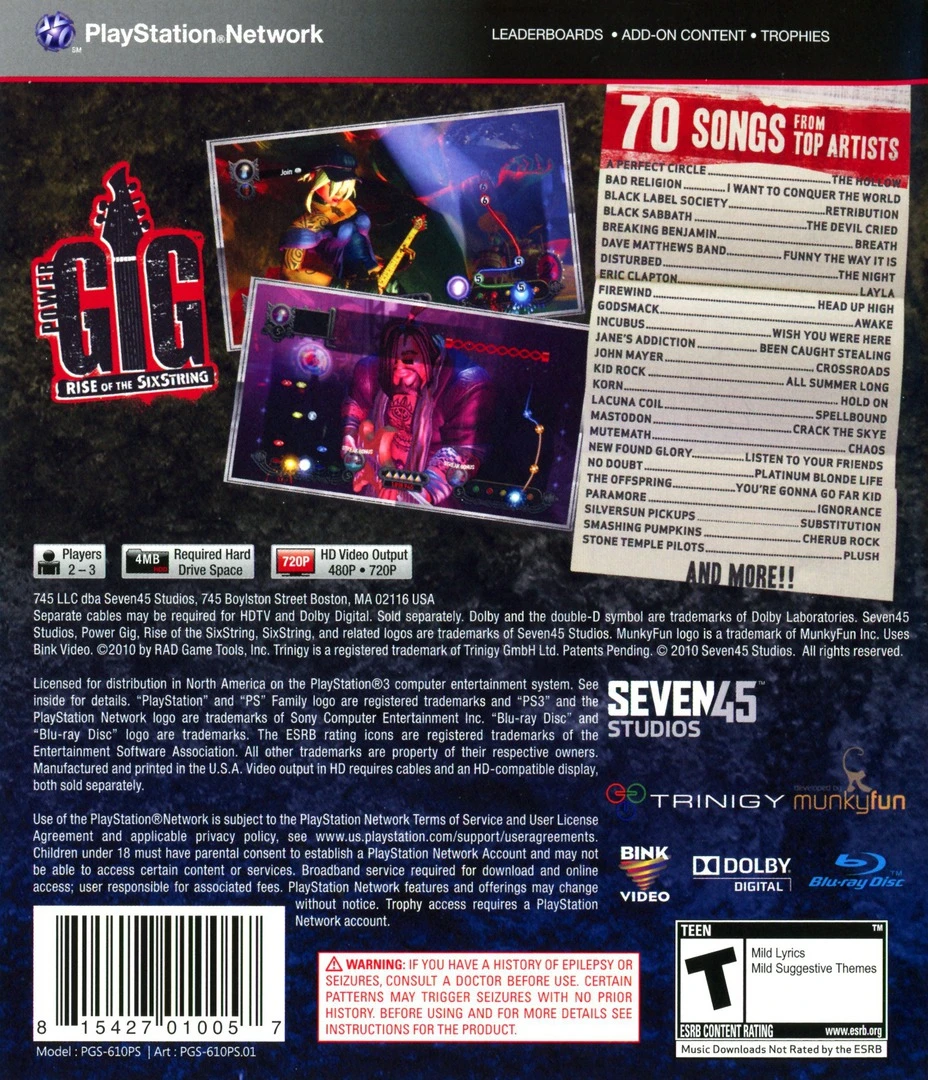 PlayStation®Network
SM
LEADERBOARDS • ADD-ON CONTENT • TROPHIES
70 SONGS FROM TOP ARTISTS
A PERFECT CIRCLE......THE HOLLOW
BAD RELIGION......I WANT TO CONQUER THE WORLD
BLACK LABEL SOCIETY......RETRIBUTION
BLACK SABBATH......THE DEVIL CRIED
BREAKING BENJAMIN......BREATH
DAVE MATTHEWS BAND......FUNNY THE WAY IT IS
DISTURBED......THE NIGHT
ERIC CLAPTON......LAYLA
FIREWIND......HEAD UP HIGH
GODSMACK......AWAKE
INCUBUS......WISH YOU WERE HERE
JANE'S ADDICTION......BEEN CAUGHT STEALING
JOHN MAYER......CROSSROADS
KID ROCK......ALL SUMMER LONG
KORN......HOLD ON
LACUNA COIL......SPELLBOUND
MASTODON......CRACK THE SKYE
MUTEMATH......CHAOS
NEW FOUND GLORY......LISTEN TO YOUR FRIENDS
NO DOUBT......PLATINUM BLONDE LIFE
THE OFFSPRING......YOU'RE GONNA GO FAR KID
PARAMORE......IGNORANCE
SILVERSUN PICKUPS......SUBSTITUTION
SMASHING PUMPKINS......CHERUB ROCK
STONE TEMPLE PILOTS......PLUSH
AND MORE!!
Join
POWER
GIG
RISE OF THE SIXSTRING
Players
2 – 3
4MB
HDD
Required Hard
Drive Space
720P
HD Video Output
480P • 720P
745 LLC dba Seven45 Studios, 745 Boylston Street Boston, MA 02116 USA
Separate cables may be required for HDTV and Dolby Digital. Sold separately. Dolby and the double-D symbol are trademarks of Dolby Laboratories. Seven45
Studios, Power Gig, Rise of the SixString, SixString, and related logos are trademarks of Seven45 Studios. MunkyFun logo is a trademark of MunkyFun Inc. Uses
Bink Video. ©2010 by RAD Game Tools, Inc. Trinigy is a registered trademark of Trinigy GmbH Ltd. Patents Pending. © 2010 Seven45 Studios. All rights reserved.
Licensed for distribution in North America on the PlayStation®3 computer entertainment system. See
inside for details. “PlayStation” and “PS” Family logo are registered trademarks and “PS3” and the
PlayStation Network logo are trademarks of Sony Computer Entertainment Inc. “Blu-ray Disc” and
“Blu-ray Disc” logo are trademarks. The ESRB rating icons are registered trademarks of the
Entertainment Software Association. All other trademarks are property of their respective owners.
Manufactured and printed in the U.S.A. Video output in HD requires cables and an HD-compatible display,
both sold separately.
SEVEN45™
STUDIOS
TRINIGY
developed by
munkyfun
Use of the PlayStation®Network is subject to the PlayStation Network Terms of Service and User License
Agreement and applicable privacy policy, see www.us.playstation.com/support/useragreements.
Children under 18 must have parental consent to establish a PlayStation Network Account and may not
be able to access certain content or services. Broadband service required for download and online
access; user responsible for associated fees. PlayStation Network features and offerings may change
without notice. Trophy access requires a PlayStation
Network account.
BINK
VIDEO
DOLBY
DIGITAL
Blu-ray Disc™
8 15427 01005 7
Model : PGS-610PS | Art : PGS-610PS.01
WARNING: IF YOU HAVE A HISTORY OF EPILEPSY OR
SEIZURES, CONSULT A DOCTOR BEFORE USE. CERTAIN
PATTERNS MAY TRIGGER SEIZURES WITH NO PRIOR
HISTORY. BEFORE USING AND FOR MORE DETAILS SEE
INSTRUCTIONS FOR THE PRODUCT.
TEEN ™
T
Mild Lyrics
Mild Suggestive Themes
ESRB CONTENT RATING www.esrb.org
Music Downloads Not Rated by the ESRB